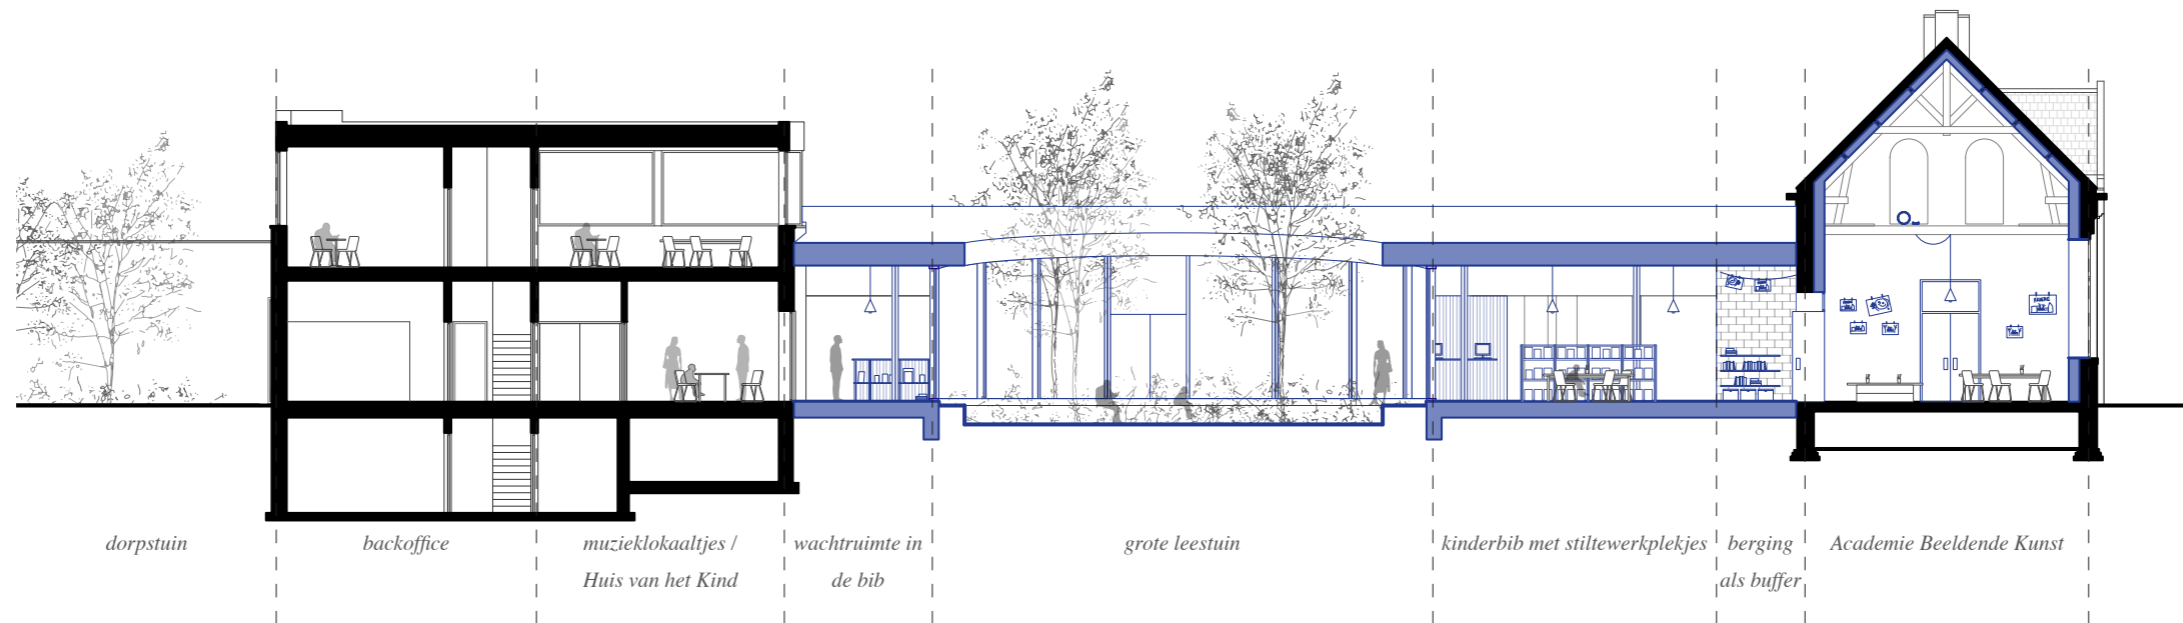 dorpstuin
backoffice
muzieklokaaltjes /
Huis van het Kind
wachtruimte in
de bib
grote leestuin
kinderbib met stiltewerkplekjes
berging
als buffer
Academie Beeldende Kunst